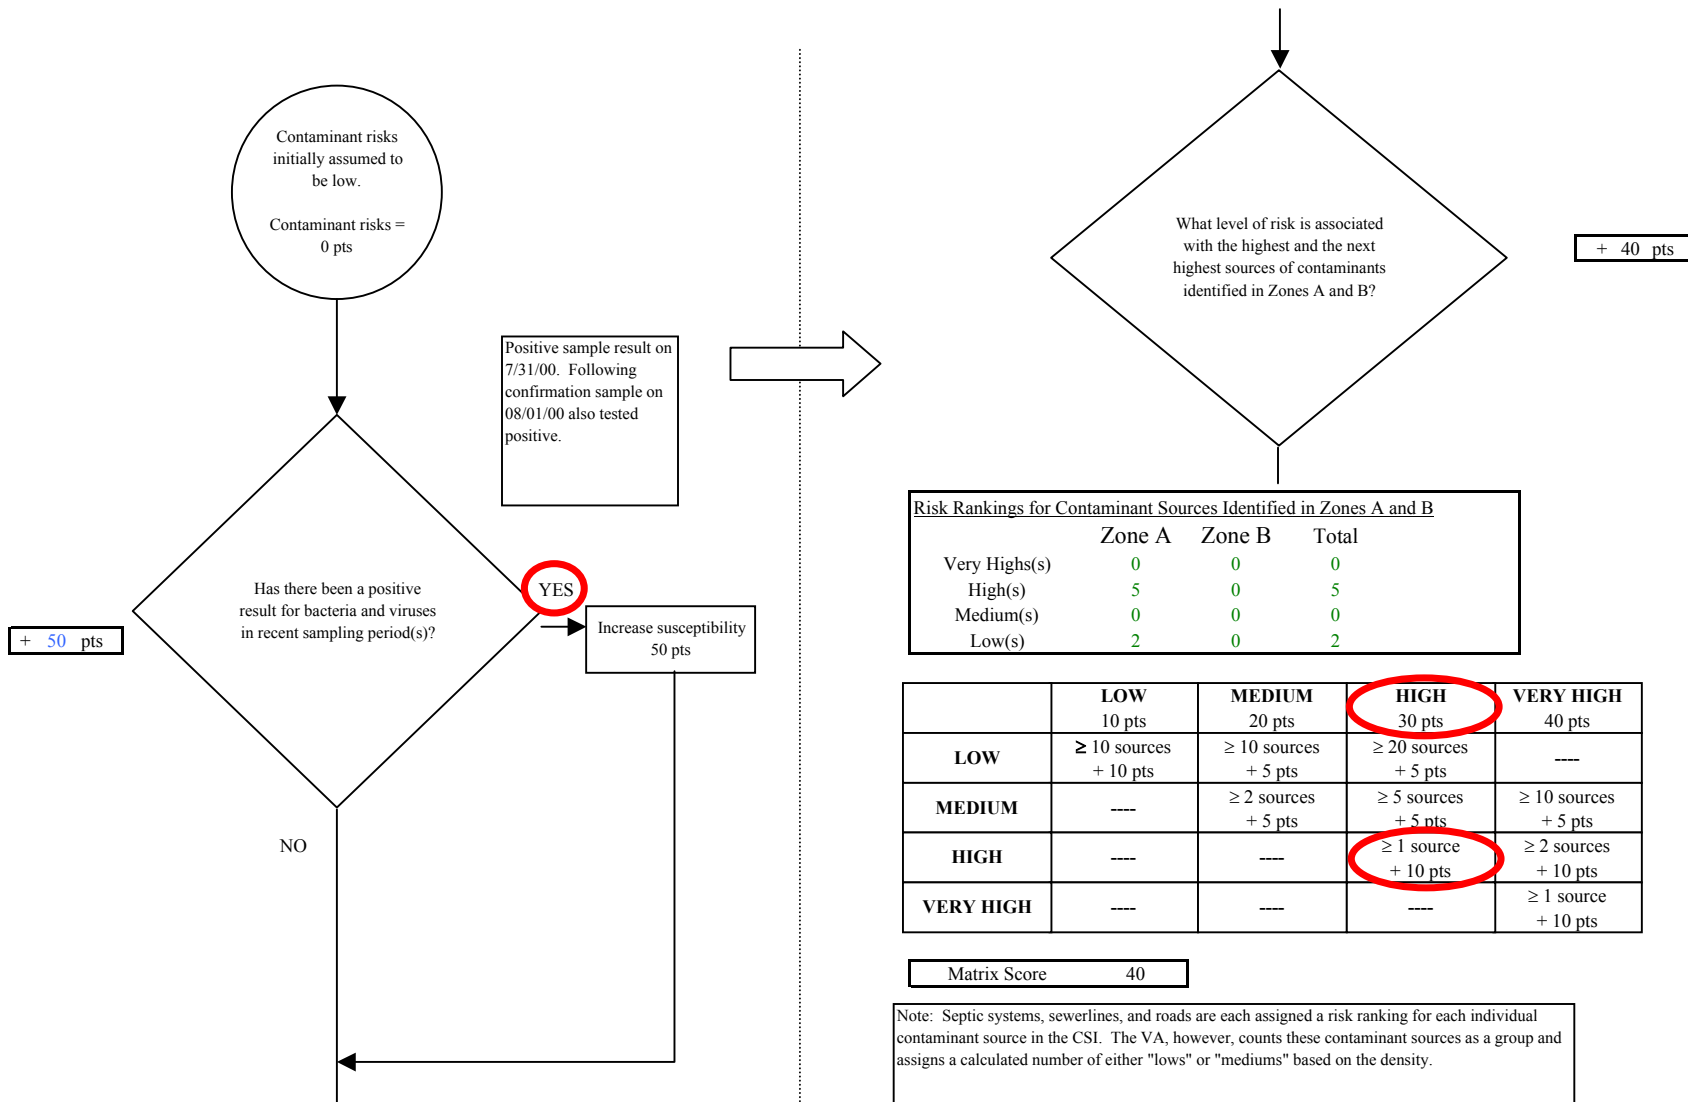 Contaminant risks
initially assumed to
be low.
Contaminant risks =
0 pts
Positive sample result on
7/31/00.  Following
confirmation sample on
08/01/00 also tested
positive.
Has there been a positive
result for bacteria and viruses
in recent sampling period(s)?
YES
+ 50 pts
Increase susceptibility
50 pts
NO
What level of risk is associated
with the highest and the next
highest sources of contaminants
identified in Zones A and B?
+ 40 pts
Risk Rankings for Contaminant Sources Identified in Zones A and B
Zone A Zone B Total
Very Highs(s) 0 0 0
High(s) 5 0 5
Medium(s) 0 0 0
Low(s) 2 0 2
LOW MEDIUM HIGH VERY HIGH
10 pts 20 pts 30 pts 40 pts
LOW ≥ 10 sources ≥ 10 sources ≥ 20 sources ----
+ 10 pts + 5 pts + 5 pts
MEDIUM ---- ≥ 2 sources ≥ 5 sources ≥ 10 sources
+ 5 pts + 5 pts + 5 pts
HIGH ---- ---- ≥ 1 source ≥ 2 sources
+ 10 pts + 10 pts
VERY HIGH ---- ---- ---- ≥ 1 source
+ 10 pts
Matrix Score 40
Note:  Septic systems, sewerlines, and roads are each assigned a risk ranking for each individual
contaminant source in the CSI.  The VA, however, counts these contaminant sources as a group and
assigns a calculated number of either "lows" or "mediums" based on the density.